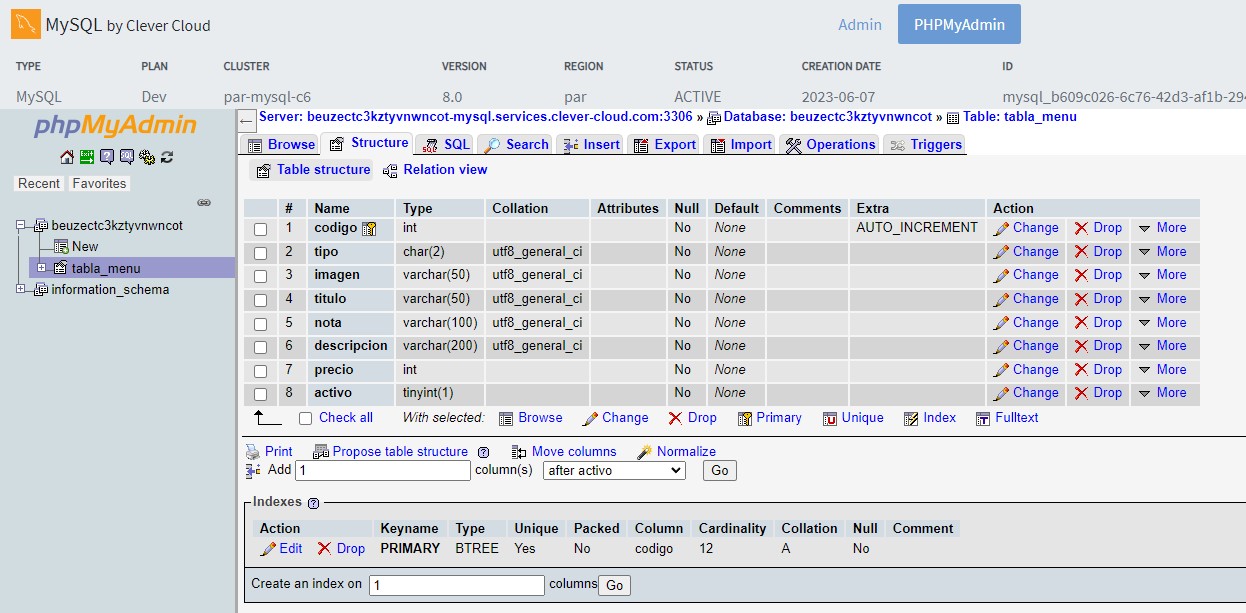 MySQL by Clever Cloud Admin PHPMyAdmin
TYPE PLAN CLUSTER VERSION REGION STATUS CREATION DATE ID
MySQL Dev par-mysql-c6 8.0 par ACTIVE 2023-06-07 mysql_b609c026-6c76-42d3-af1b-294
phpMyAdmin
Recent Favorites
beuzectc3kztyvnwncot
New
tabla_menu
information_schema
Server: beuzectc3kztyvnwncot-mysql.services.clever-cloud.com:3306 » Database: beuzectc3kztyvnwncot » Table: tabla_menu
Browse Structure SQL Search Insert Export Import Operations Triggers
Table structure Relation view
# Name Type Collation Attributes Null Default Comments Extra Action
1 codigo int No None AUTO_INCREMENT Change Drop More
2 tipo char(2) utf8_general_ci No None Change Drop More
3 imagen varchar(50) utf8_general_ci No None Change Drop More
4 titulo varchar(50) utf8_general_ci No None Change Drop More
5 nota varchar(100) utf8_general_ci No None Change Drop More
6 descripcion varchar(200) utf8_general_ci No None Change Drop More
7 precio int No None Change Drop More
8 activo tinyint(1) No None Change Drop More
Check all With selected: Browse Change Drop Primary Unique Index Fulltext
Print Propose table structure Move columns Normalize
Add 1 column(s) after activo Go
Indexes
Action Keyname Type Unique Packed Column Cardinality Collation Null Comment
Edit Drop PRIMARY BTREE Yes No codigo 12 A No
Create an index on 1 columns Go